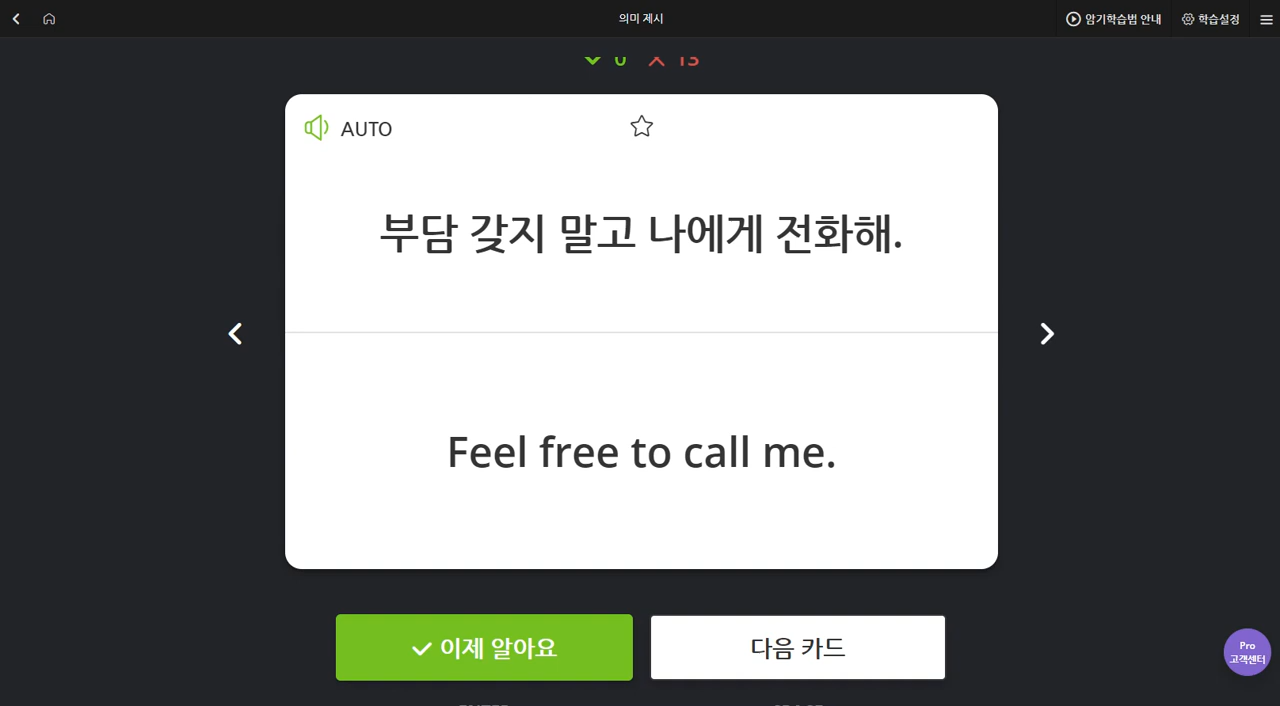 의미 제시
암기학습법 안내
학습설정
AUTO
부담 갖지 말고 나에게 전화해.
Feel free to call me.
이제 알아요
다음 카드
Pro
고객센터